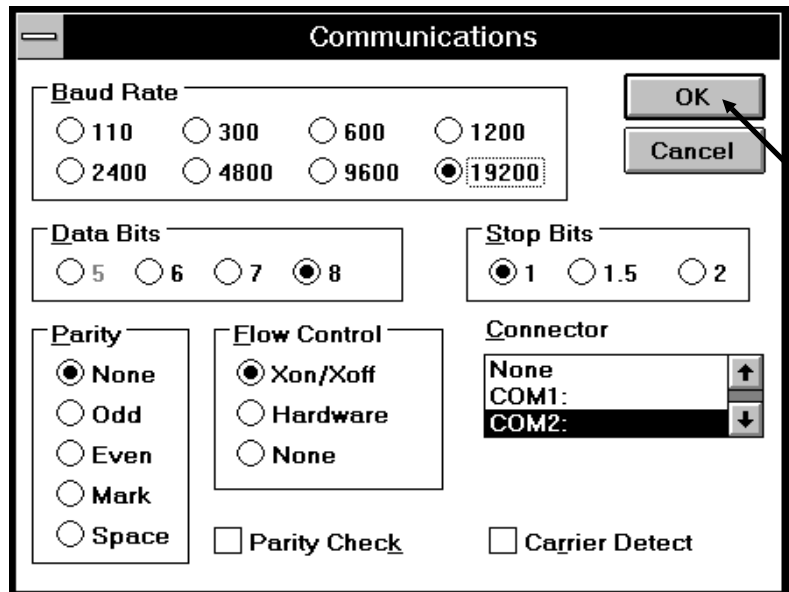 Communications
Baud Rate
110 300 600 1200
2400 4800 9600 19200
OK
Cancel
Data Bits
5 6 7 8
Stop Bits
1 1.5 2
Parity
None
Odd
Even
Mark
Space
Flow Control
Xon/Xoff
Hardware
None
Connector
None
COM1:
COM2:
Parity Check
Carrier Detect